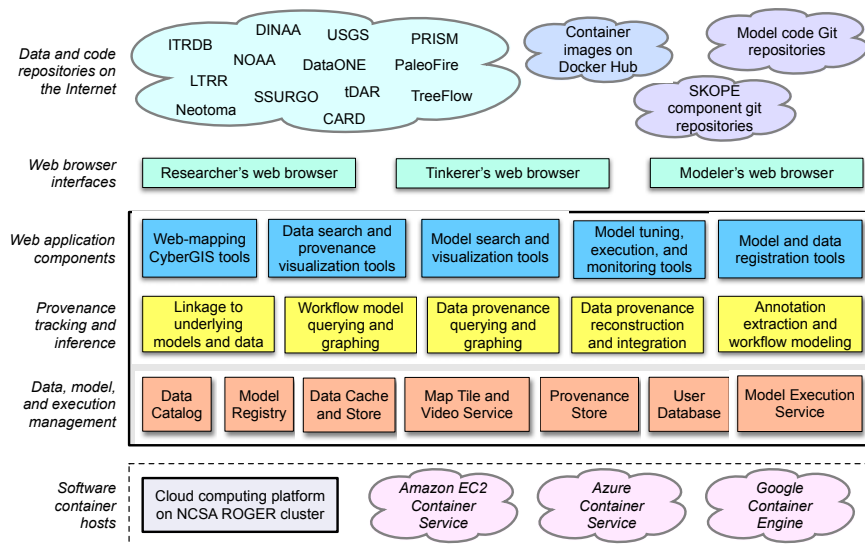 Data and code
repositories on
the Internet
ITRDB
DINAA
USGS
PRISM
NOAA
DataONE
PaleoFire
LTRR
SSURGO
tDAR
TreeFlow
Neotoma
CARD
Container
images on
Docker Hub
Model code Git
repositories
SKOPE
component git
repositories
Web browser
interfaces
Researcher's web browser
Tinkerer's web browser
Modeler's web browser
Web application
components
Web-mapping
CyberGIS tools
Data search and
provenance
visualization tools
Model search and
visualization tools
Model tuning,
execution, and
monitoring tools
Model and data
registration tools
Provenance
tracking and
inference
Linkage to
underlying
models and data
Workflow model
querying and
graphing
Data provenance
querying and
graphing
Data provenance
reconstruction
and integration
Annotation
extraction and
workflow modeling
Data, model,
and execution
management
Data
Catalog
Model
Registry
Data Cache
and Store
Map Tile and
Video Service
Provenance
Store
User
Database
Model Execution
Service
Software
container
hosts
Cloud computing platform
on NCSA ROGER cluster
Amazon EC2
Container
Service
Azure
Container
Service
Google
Container
Engine